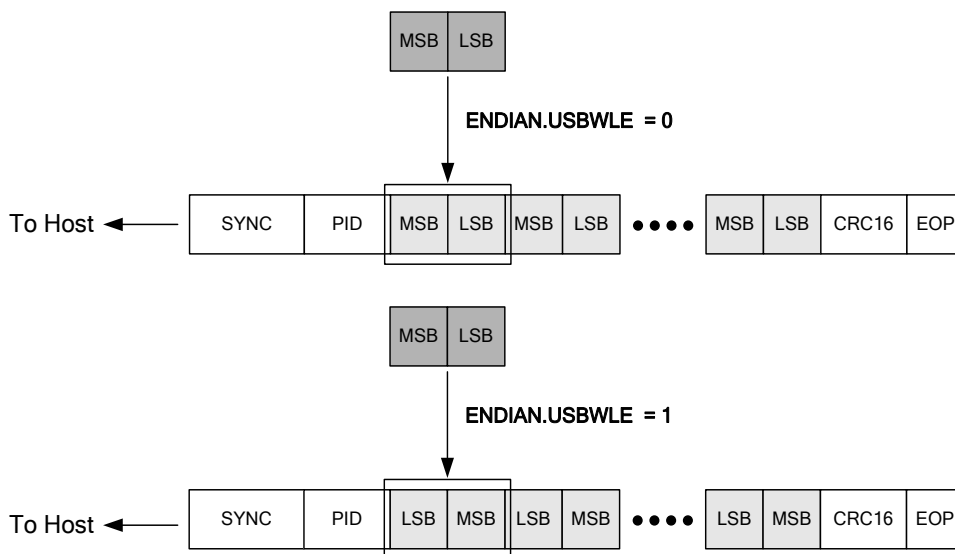 MSB LSB
ENDIAN.USBWLE = 0
To Host SYNC PID MSB LSB MSB LSB MSB LSB CRC16 EOP
MSB LSB
ENDIAN.USBWLE = 1
To Host SYNC PID LSB MSB LSB MSB LSB MSB CRC16 EOP